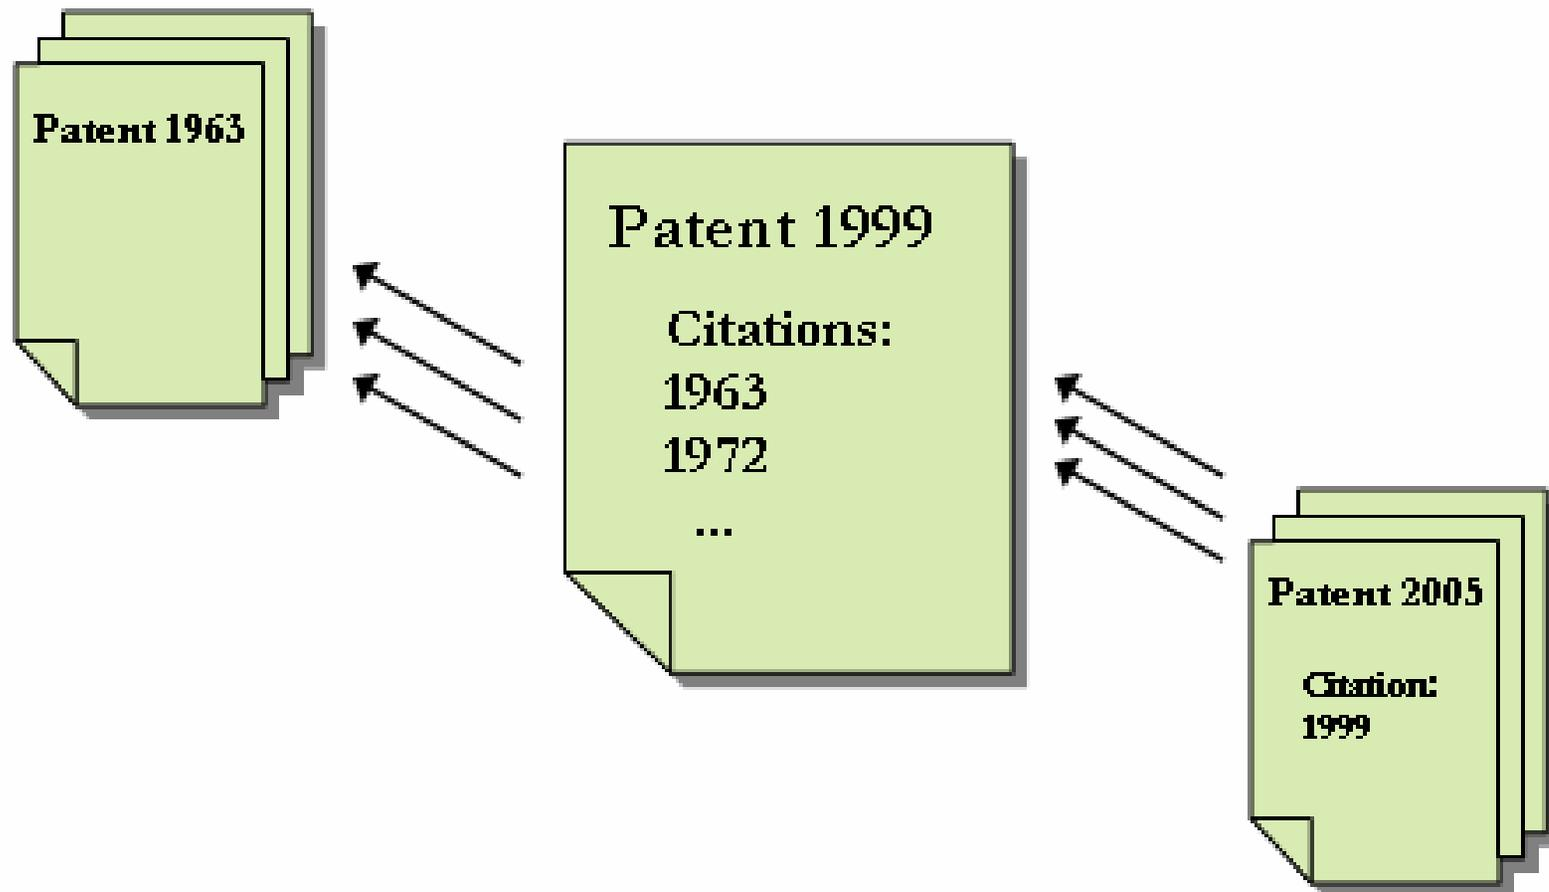 Patent 1963
Patent 1999
Citations:
1963
1972
...
Patent 2005
Citation:
1999